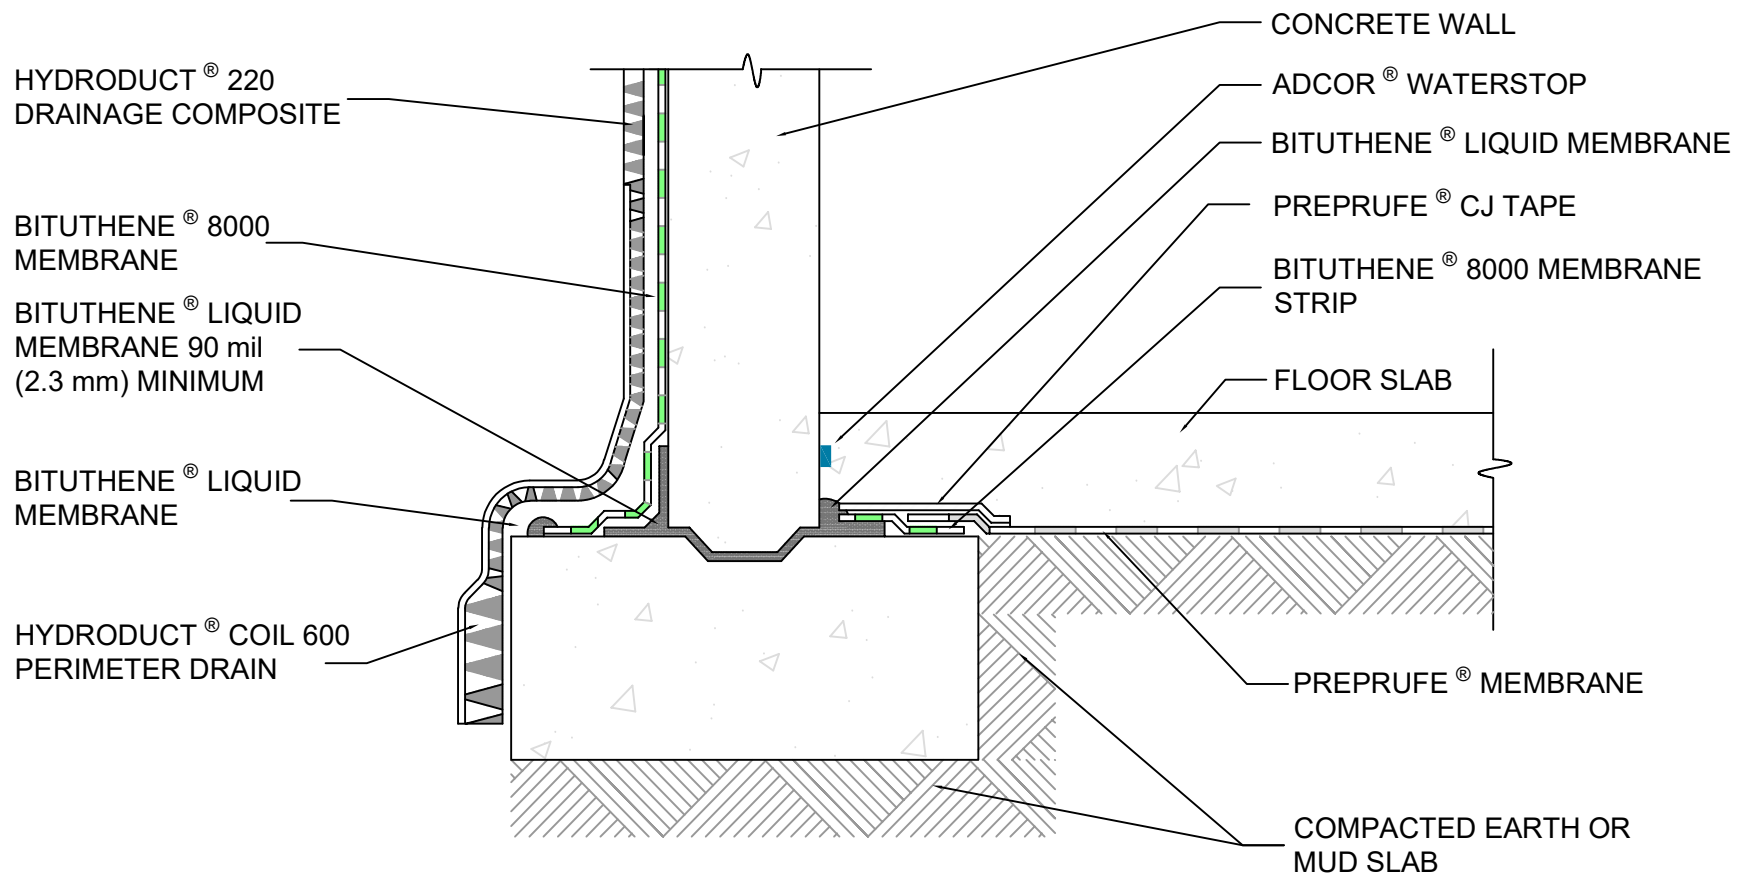 HYDRODUCT ® 220
DRAINAGE COMPOSITE
BITUTHENE ® 8000
MEMBRANE
BITUTHENE ® LIQUID
MEMBRANE 90 mil
(2.3 mm) MINIMUM
BITUTHENE ® LIQUID
MEMBRANE
HYDRODUCT ® COIL 600
PERIMETER DRAIN
CONCRETE WALL
ADCOR ® WATERSTOP
BITUTHENE ® LIQUID MEMBRANE
PREPRUFE ® CJ TAPE
BITUTHENE ® 8000 MEMBRANE
STRIP
FLOOR SLAB
PREPRUFE ® MEMBRANE
COMPACTED EARTH OR
MUD SLAB